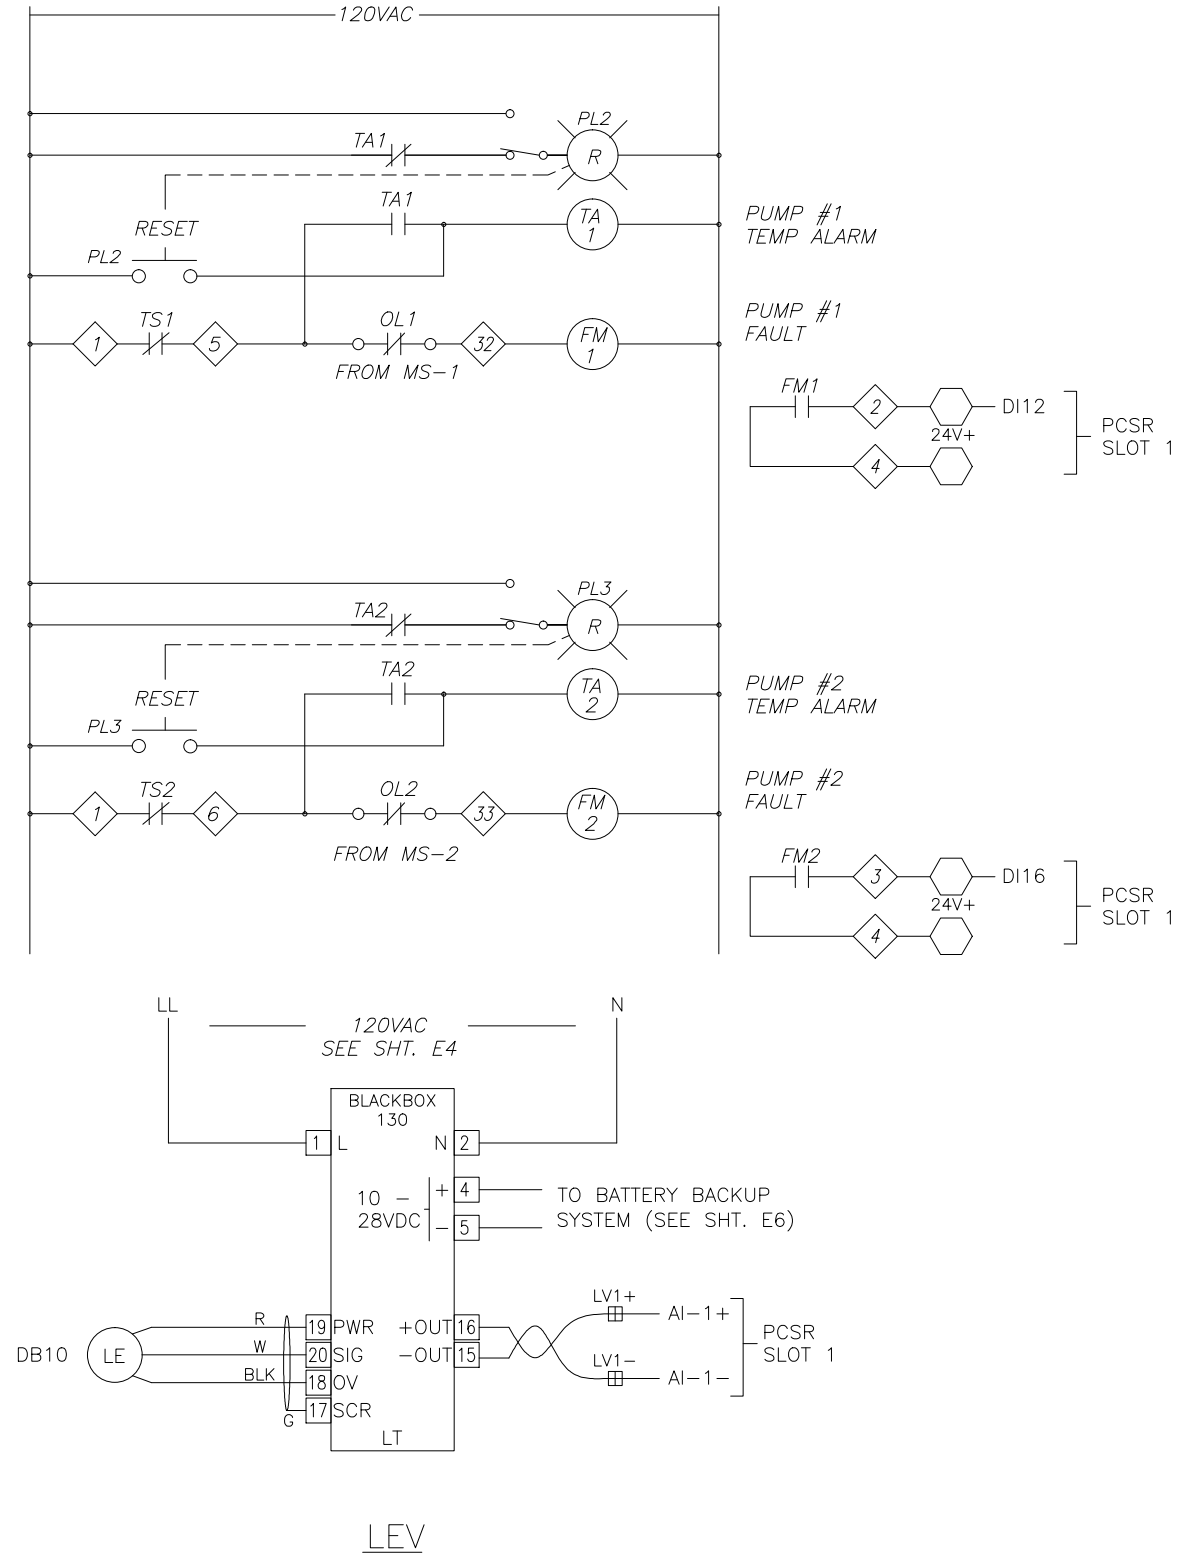 120VAC
PL2
TA1
R
TA1
TA
1
PUMP #1
TEMP ALARM
RESET
PL2
PUMP #1
FAULT
1
TS1
5
OL1
32
FM
1
FROM MS-1
FM1
2
DI12
24V+
4
PCSR
SLOT 1
PL3
TA2
R
TA2
TA
2
PUMP #2
TEMP ALARM
RESET
PL3
PUMP #2
FAULT
1
TS2
6
OL2
33
FM
2
FROM MS-2
FM2
3
DI16
24V+
4
PCSR
SLOT 1
LL
N
120VAC
SEE SHT. E4
BLACKBOX
130
1
L
N
2
10 -
28VDC
+
4
-
5
TO BATTERY BACKUP
SYSTEM (SEE SHT. E6)
DB10
LE
R
W
BLK
G
19
PWR
20
SIG
18
OV
17
SCR
+OUT
16
-OUT
15
LT
LV1+
AI-1+
LV1-
AI-1-
PCSR
SLOT 1
LEV